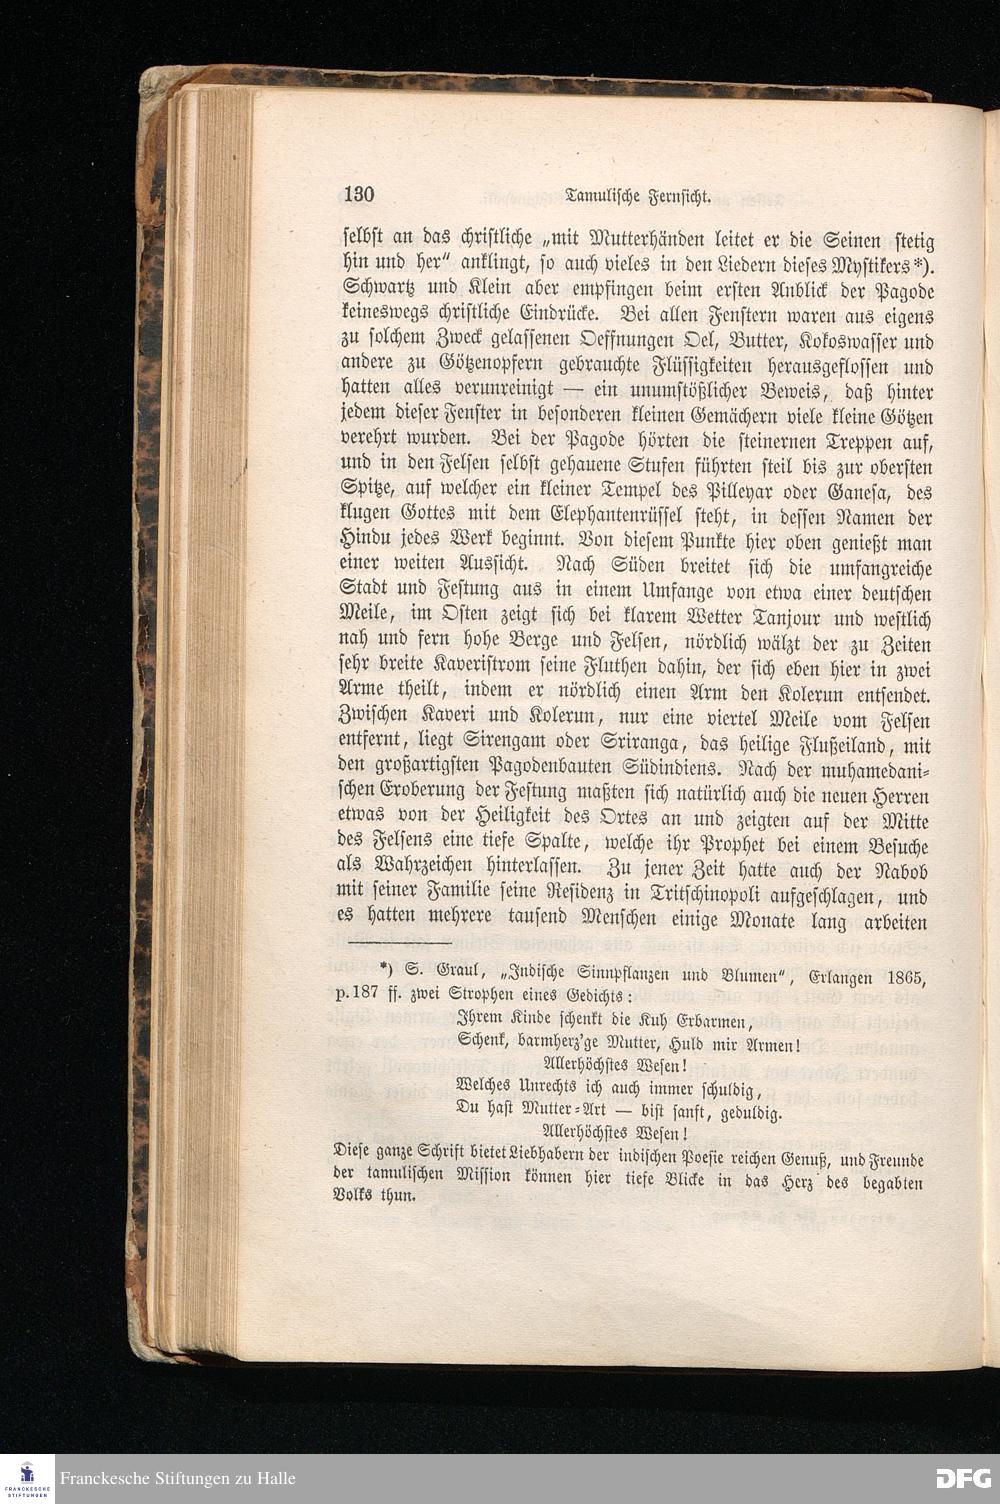 130 Tamulische Fernsicht.
selbst an das christliche „mit Mutterhänden leitet er die Seinen stetig
hin und her“ anklingt, so auch vieles in den Liedern dieses Mystikers*).
Schwartz und Klein aber empfingen beim ersten Anblick der Pagode
keineswegs christliche Eindrücke. Bei allen Fenstern waren aus eigens
zu solchem Zweck gelassenen Oeffnungen Oel, Butter, Kokoswasser und
andere zu Götzenopfern gebrauchte Flüssigkeiten herausgeflossen und
hatten alles verunreinigt — ein unumstößlicher Beweis, daß hinter
jedem dieser Fenster in besonderen kleinen Gemächern viele kleine Götzen
verehrt wurden. Bei der Pagode hörten die steinernen Treppen auf,
und in den Felsen selbst gehauene Stufen führten steil bis zur obersten
Spitze, auf welcher ein kleiner Tempel des Pilleyar oder Ganesa, des
klugen Gottes mit dem Elephantenrüssel steht, in dessen Namen der
Hindu jedes Werk beginnt. Von diesem Punkte hier oben genießt man
einer weiten Aussicht. Nach Süden breitet sich die umfangreiche
Stadt und Festung aus in einem Umfange von etwa einer deutschen
Meile, im Osten zeigt sich bei klarem Wetter Tanjour und westlich
nah und fern hohe Berge und Felsen, nördlich wälzt der zu Zeiten
sehr breite Kaveristrom seine Fluthen dahin, der sich eben hier in zwei
Arme theilt, indem er nördlich einen Arm den Kolerun entsendet.
Zwischen Kaveri und Kolerun, nur eine viertel Meile vom Felsen
entfernt, liegt Sirengam oder Sriranga, das heilige Flußeiland, mit
den großartigsten Pagodenbauten Südindiens. Nach der muhamedani-
schen Eroberung der Festung maßten sich natürlich auch die neuen Herren
etwas von der Heiligkeit des Ortes an und zeigten auf der Mitte
des Felsens eine tiefe Spalte, welche ihr Prophet bei einem Besuche
als Wahrzeichen hinterlassen. Zu jener Zeit hatte auch der Nabob
mit seiner Familie seine Residenz in Tritschinopoli aufgeschlagen, und
es hatten mehrere tausend Menschen einige Monate lang arbeiten
*) S. Graul, „Indische Sinnpflanzen und Blumen“, Erlangen 1865,
p. 187 ff. zwei Strophen eines Gedichts:
Ihrem Kinde schenkt die Kuh Erbarmen,
Schenk, barmherz'ge Mutter, Huld mir Armen!
Allerhöchstes Wesen!
Welches Unrechts ich auch immer schuldig,
Du hast Mutter-Art — bist sanft, geduldig.
Allerhöchstes Wesen!
Diese ganze Schrift bietet Liebhabern der indischen Poesie reichen Genuß, und Freunde
der tamulischen Mission können hier tiefe Blicke in das Herz des begabten
Volks thun.
FRANCKESCHE
STIFTUNGEN
Franckesche Stiftungen zu Halle
DFG